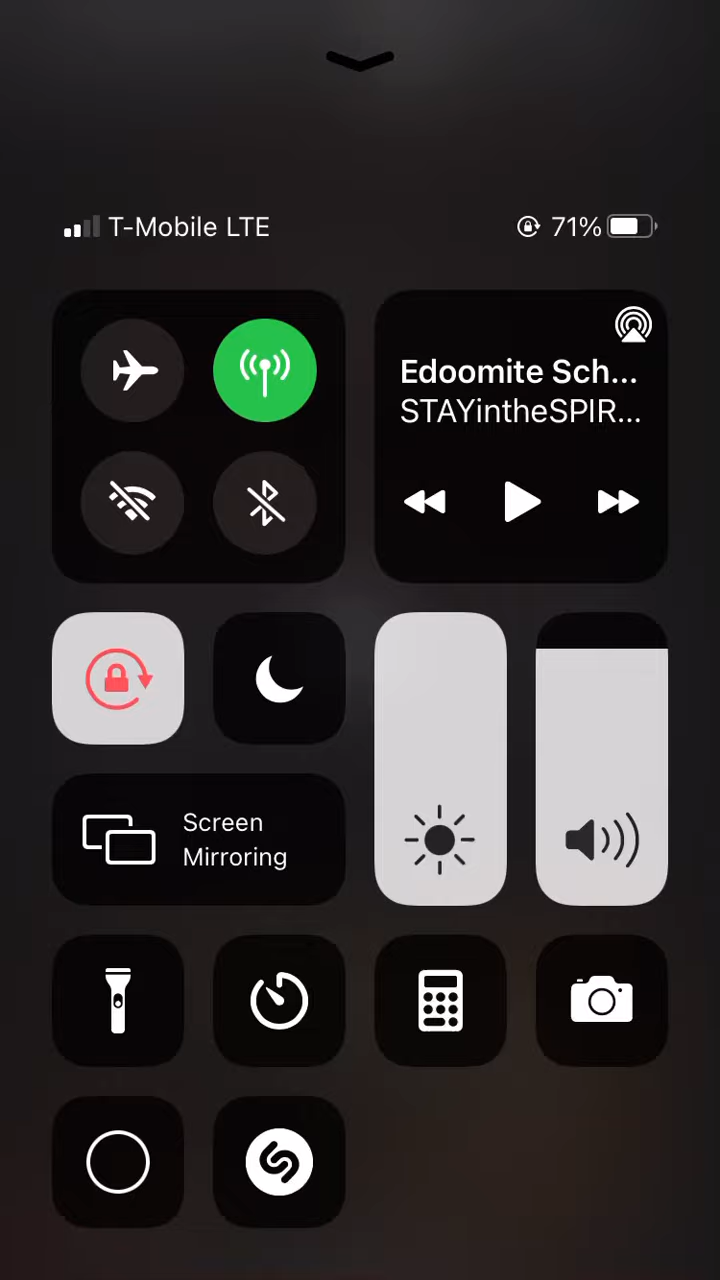 T-Mobile LTE
71%
Edoomite Sch...
STAYintheSPIR...
Screen
Mirroring